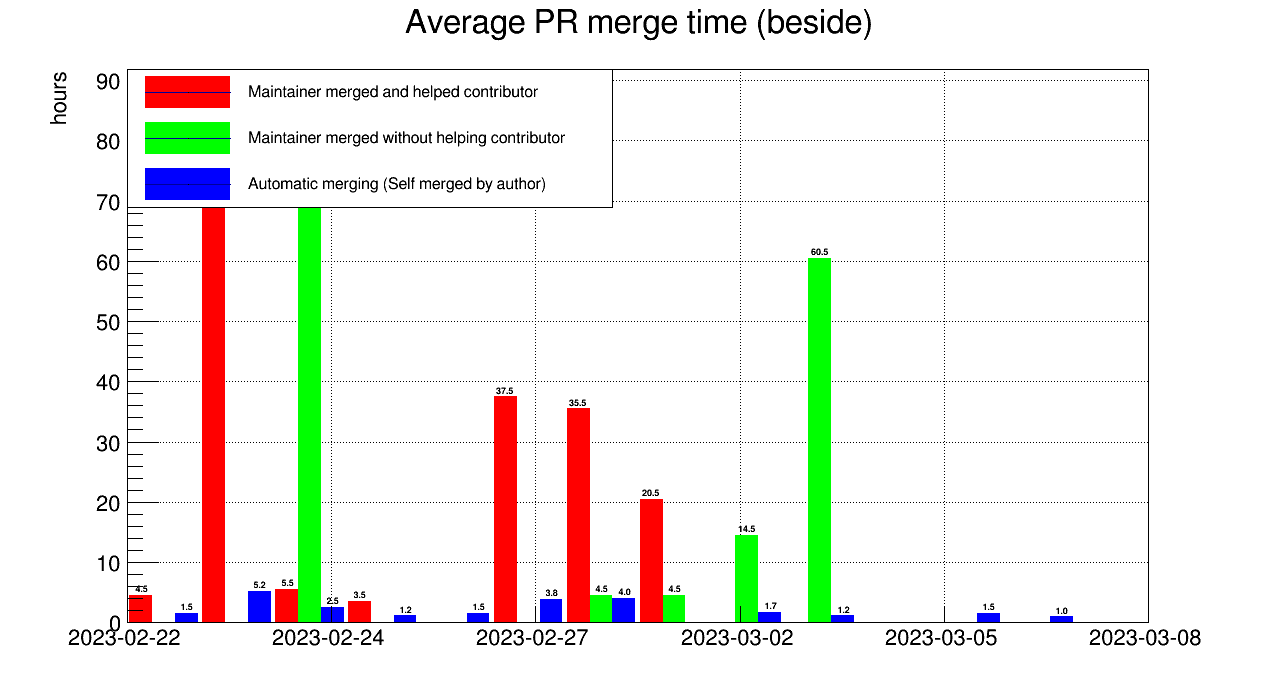 Average PR merge time (beside)
hours
Maintainer merged and helped contributor
Maintainer merged without helping contributor
Automatic merging (Self merged by author)
90
80
70
60
50
40
30
20
10
0
60.5
37.5
35.5
20.5
14.5
4.5 1.5 5.2 5.5 2.5 3.5 1.2 1.5 3.8 4.5 4.0 4.5 1.7 1.2 1.5 1.0
2023-02-22 2023-02-24 2023-02-27 2023-03-02 2023-03-05 2023-03-08